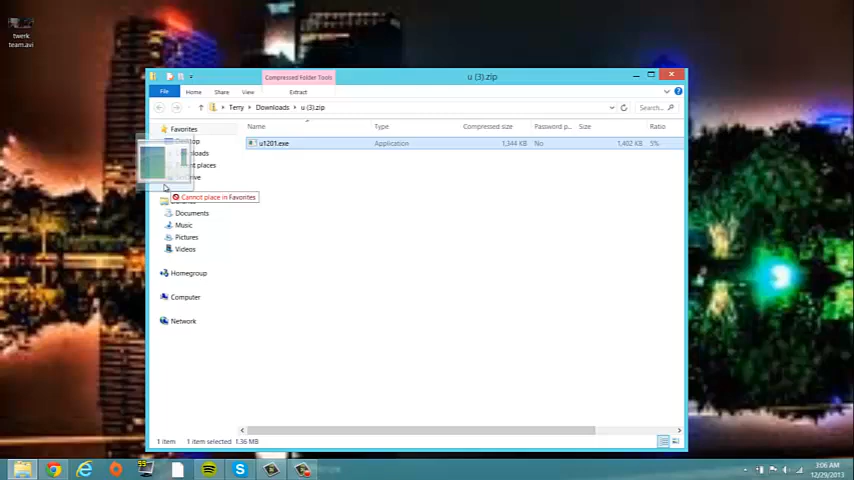 twerk
team.avi
Compressed Folder Tools
u (3).zip
File
Home
Share
View
Extract
Terry
Downloads
u (3).zip
Search...
Favorites
Name
Type
Compressed size
Password p...
Size
Ratio
u1201.exe
Application
1,344 KB
No
1,402 KB
5%
Cannot place in Favorites
Documents
Music
Pictures
Videos
Homegroup
Computer
Network
1 item
1 item selected 1.36 MB
3:06 AM
12/29/2013